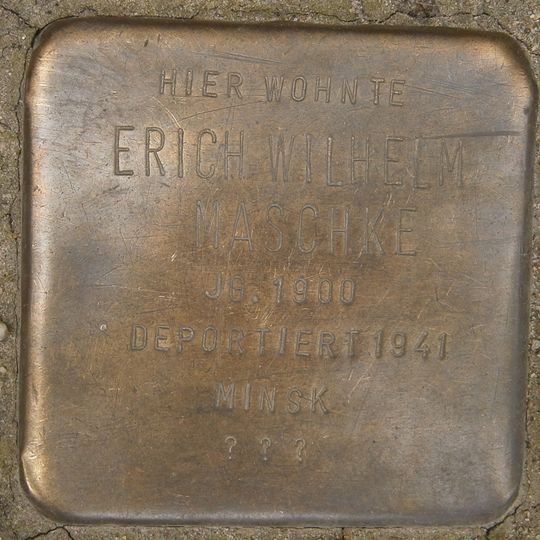 HIER WOHNTE
ERICH WILHELM
MASCHKE
JG. 1900
DEPORTIERT 1941
MINSK
? ? ?